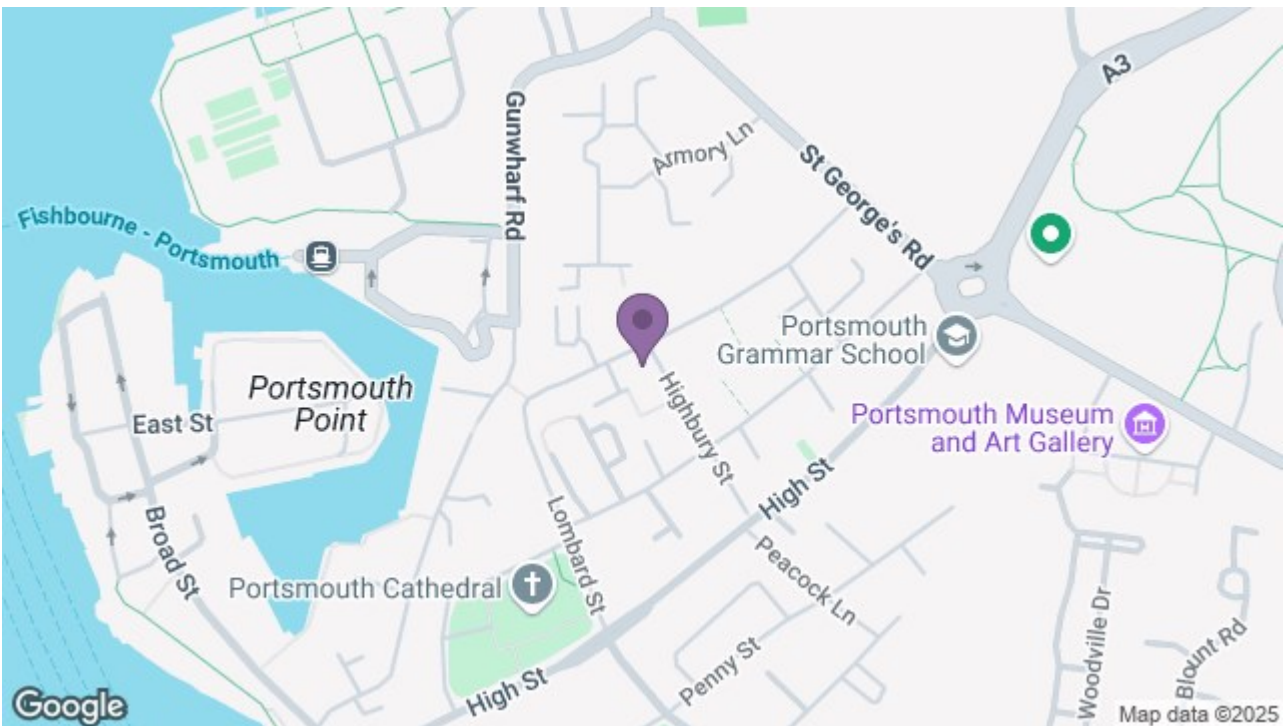 A3
Gunwharf Rd
Armory Ln
St George's Rd
Fishbourne - Portsmouth
Portsmouth
Grammar School
Portsmouth
Point
East St
Highbury St
Portsmouth Museum
and Art Gallery
High St
Broad St
Lombard St
Portsmouth Cathedral
Peacock Ln
Penny St
High St
Woodville Dr
Blount Rd
Google
Map data ©2025